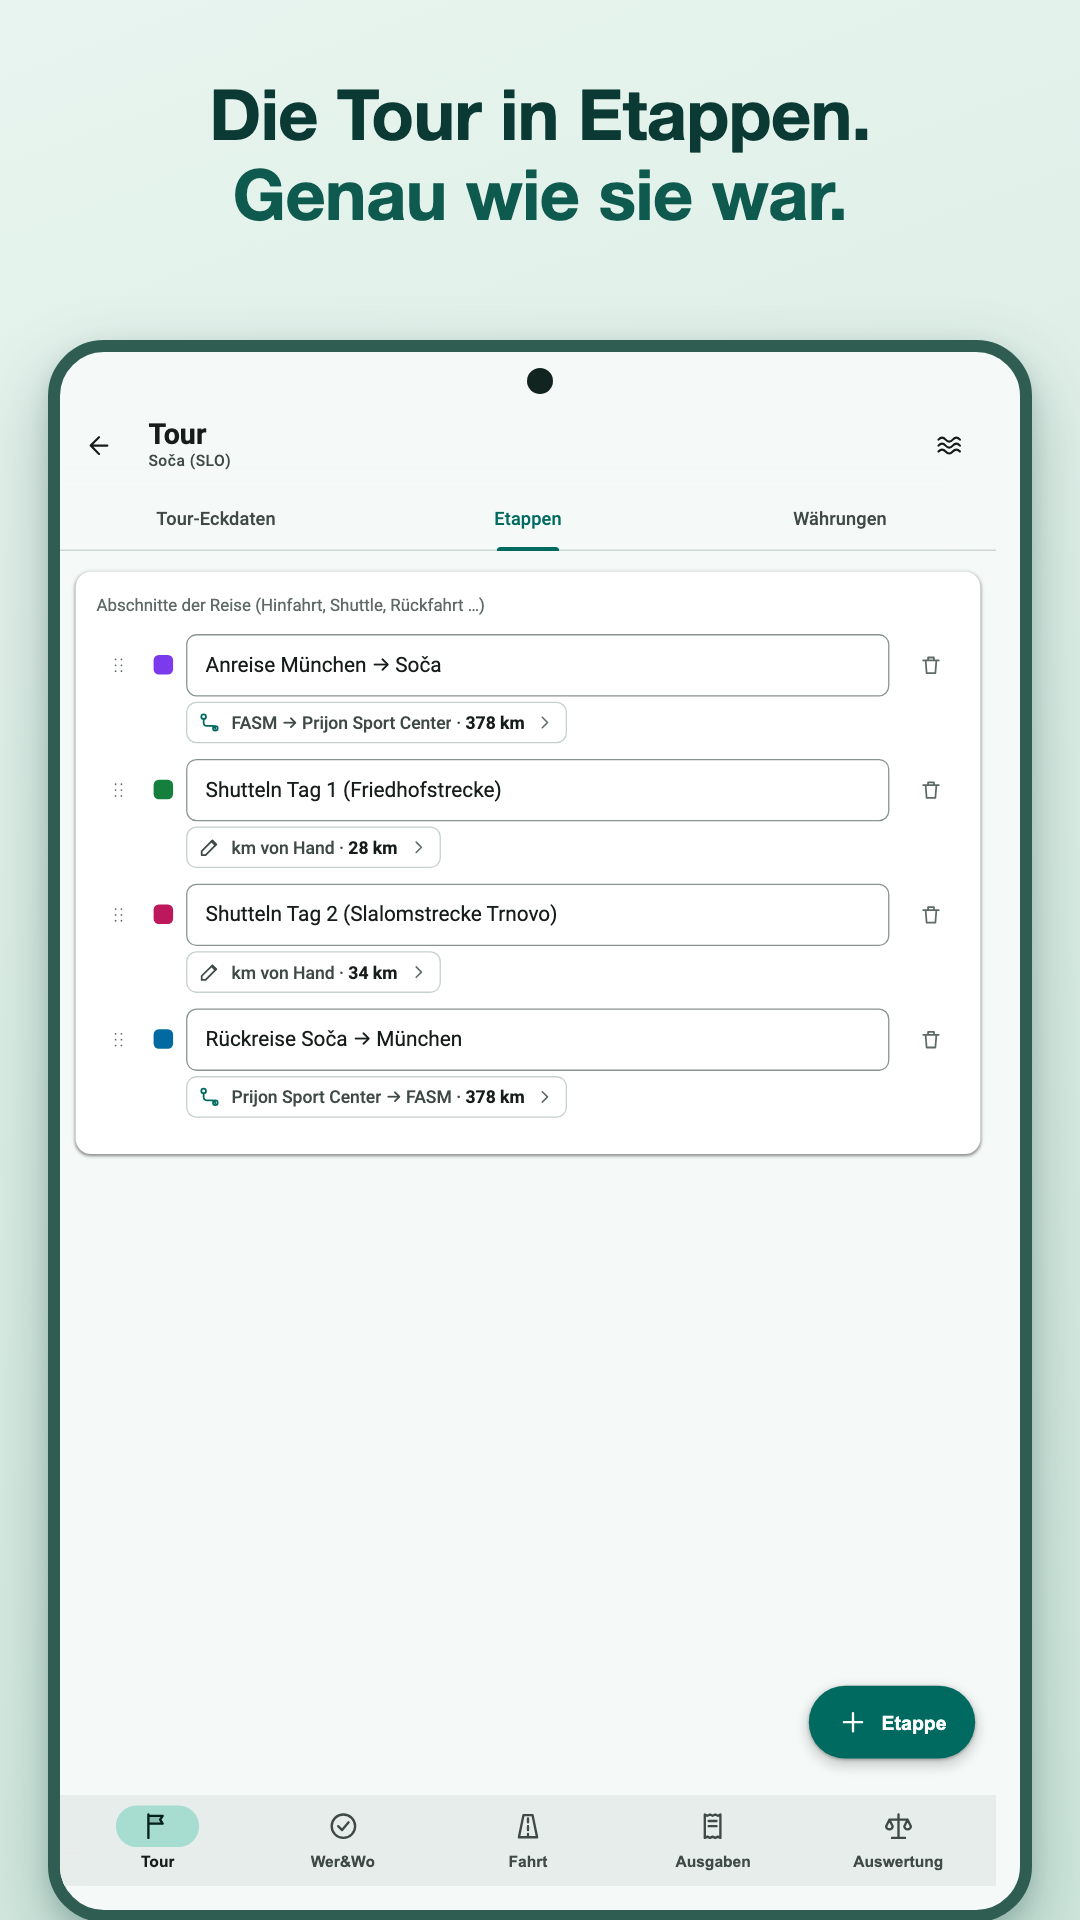 Die Tour in Etappen.
Genau wie sie war.
Tour
Soča (SLO)
Tour-Eckdaten
Etappen
Währungen
Abschnitte der Reise (Hinfahrt, Shuttle, Rückfahrt …)
Anreise München → Soča
FASM → Prijon Sport Center · 378 km
Shutteln Tag 1 (Friedhofstrecke)
km von Hand · 28 km
Shutteln Tag 2 (Slalomstrecke Trnovo)
km von Hand · 34 km
Rückreise Soča → München
Prijon Sport Center → FASM · 378 km
+ Etappe
Tour
Wer&Wo
Fahrt
Ausgaben
Auswertung